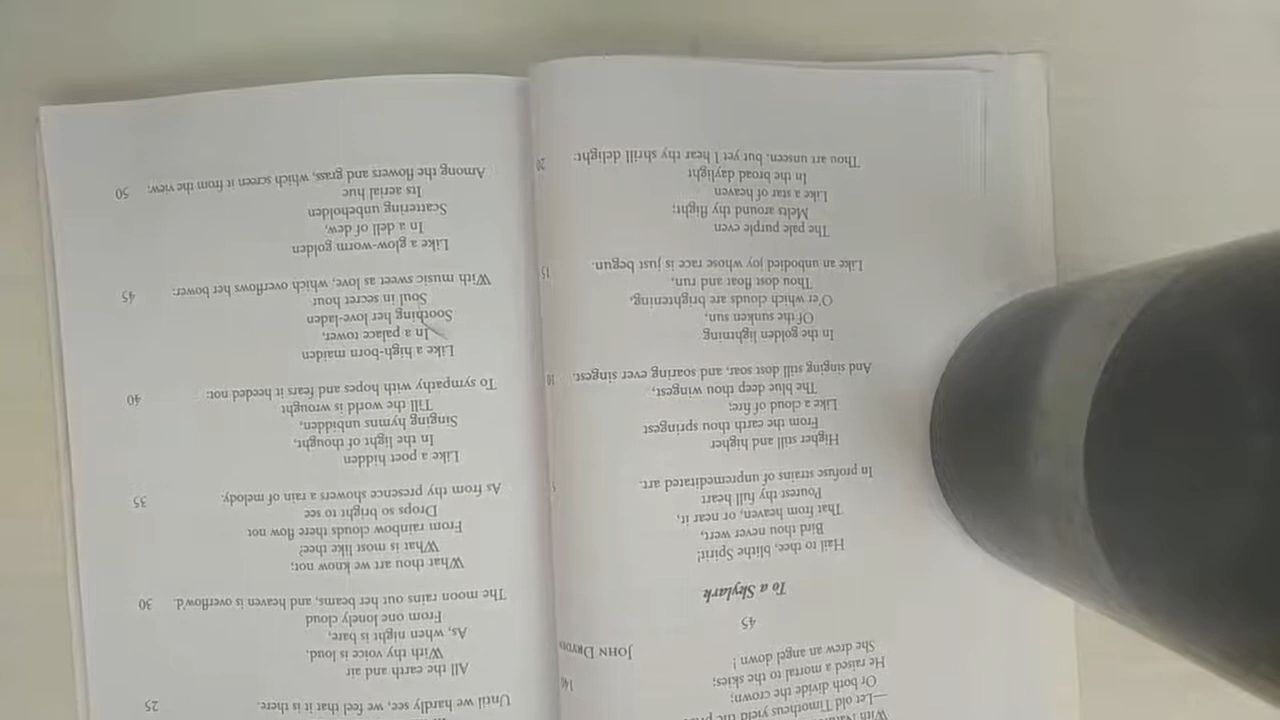 —Let old Timotheus yield the
Or both divide the crown; 140
He raised a mortal to the skies;
She drew an angel down!
JOHN DRYDEN
45
To a Skylark
Hail to thee, blithe Spirit!
Bird thou never wert,
That from heaven, or near it,
Pourest thy full heart
In profuse strains of unpremeditated art. 5
Higher still and higher
From the earth thou springest
Like a cloud of fire;
The blue deep thou wingest,
And singing still dost soar, and soaring ever singest. 10
In the golden lightning
Of the sunken sun,
O'er which clouds are brightening,
Thou dost float and run,
Like an unbodied joy whose race is just begun. 15
The pale purple even
Melts around thy flight;
Like a star of heaven
In the broad daylight
Thou art unseen, but yet I hear thy shrill delight: 20
Until we hardly see, we feel that it is there. 25
All the earth and air
With thy voice is loud.
As, when night is bare,
From one lonely cloud
The moon rains out her beams, and heaven is overflow'd. 30
What thou art we know not;
What is most like thee?
From rainbow clouds there flow not
Drops so bright to see
As from thy presence showers a rain of melody. 35
Like a poet hidden
In the light of thought,
Singing hymns unbidden,
Till the world is wrought
To sympathy with hopes and fears it heeded not: 40
Like a high-born maiden
In a palace tower,
Soothing her love-laden
Soul in secret hour
With music sweet as love, which overflows her bower: 45
Like a glow-worm golden
In a dell of dew,
Scattering unbeholden
Its aerial hue
Among the flowers and grass, which screen it from the view: 50